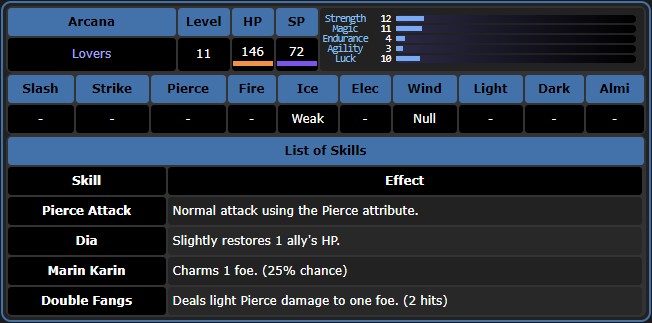 Arcana Level HP SP
Lovers 11 146 72
Strength 12
Magic 11
Endurance 4
Agility 3
Luck 10
Slash Strike Pierce Fire Ice Elec Wind Light Dark Almi
- - - - Weak - Null - - -
List of Skills
Skill Effect
Pierce Attack Normal attack using the Pierce attribute.
Dia Slightly restores 1 ally's HP.
Marin Karin Charms 1 foe. (25% chance)
Double Fangs Deals light Pierce damage to one foe. (2 hits)